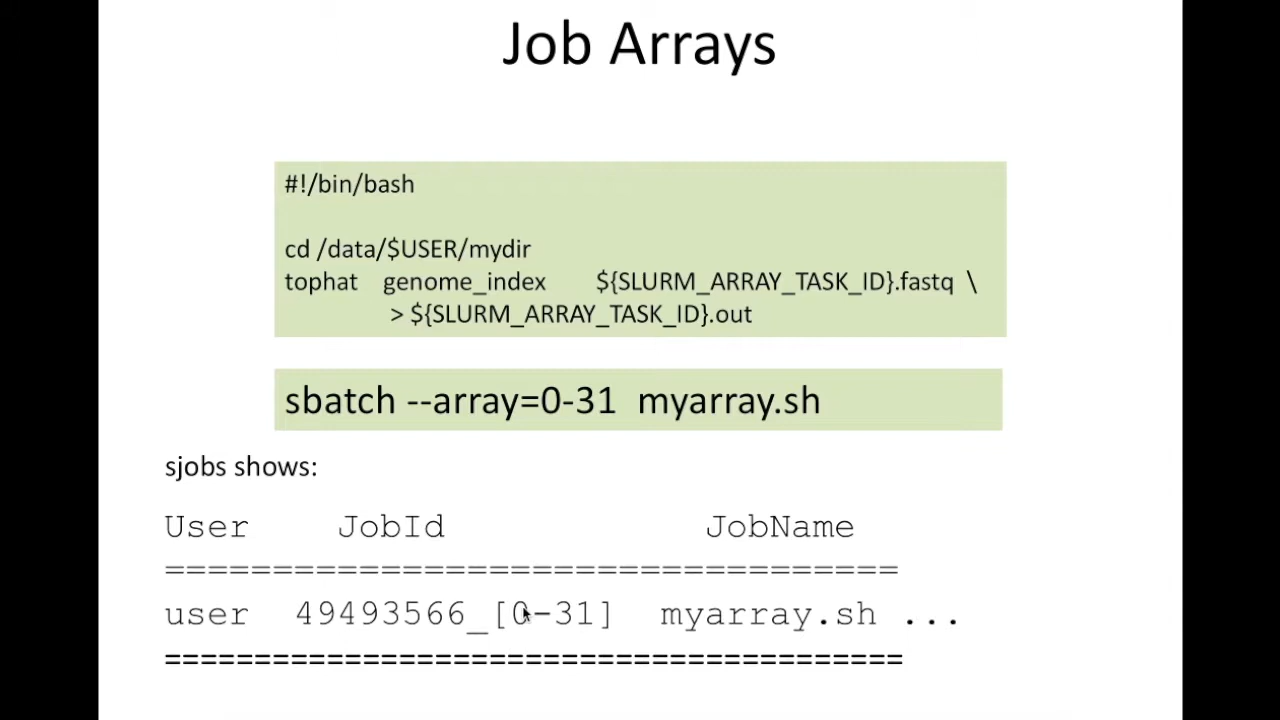 Job Arrays
#!/bin/bash
cd /data/$USER/mydir
tophat genome_index ${SLURM_ARRAY_TASK_ID}.fastq \
> ${SLURM_ARRAY_TASK_ID}.out
sbatch --array=0-31 myarray.sh
sjobs shows:
User JobId JobName
==================================
user 49493566_[0-31] myarray.sh ...
=========================================